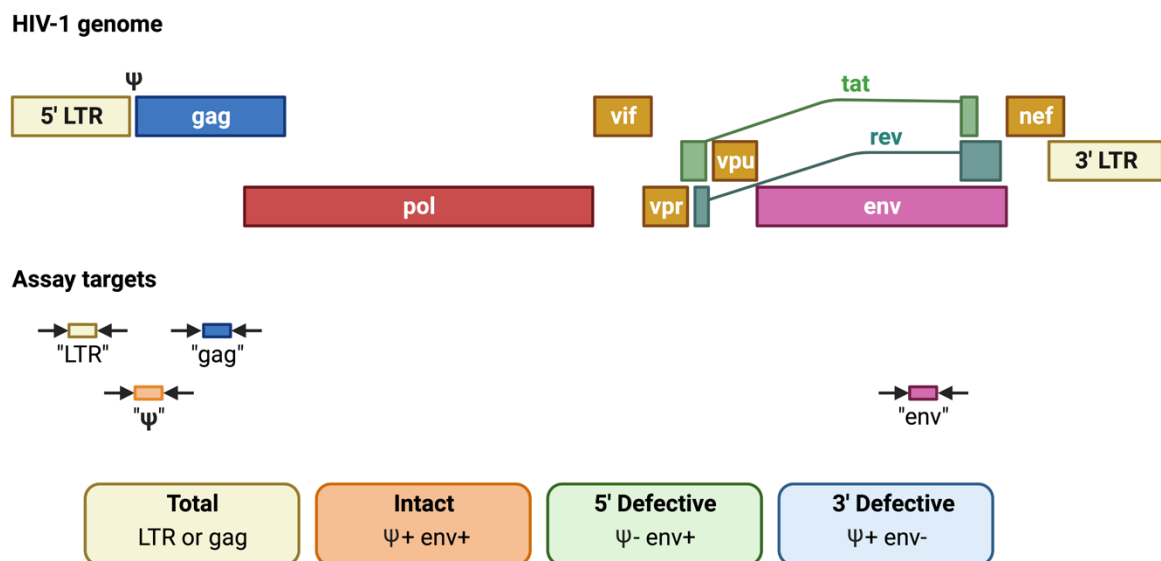 HIV-1 genome
Ψ
5' LTR
gag
vif
tat
nef
rev
vpu
3' LTR
pol
vpr
env
Assay targets
"LTR"
"gag"
"Ψ"
"env"
Total
LTR or gag
Intact
Ψ+ env+
5' Defective
Ψ- env+
3' Defective
Ψ+ env-